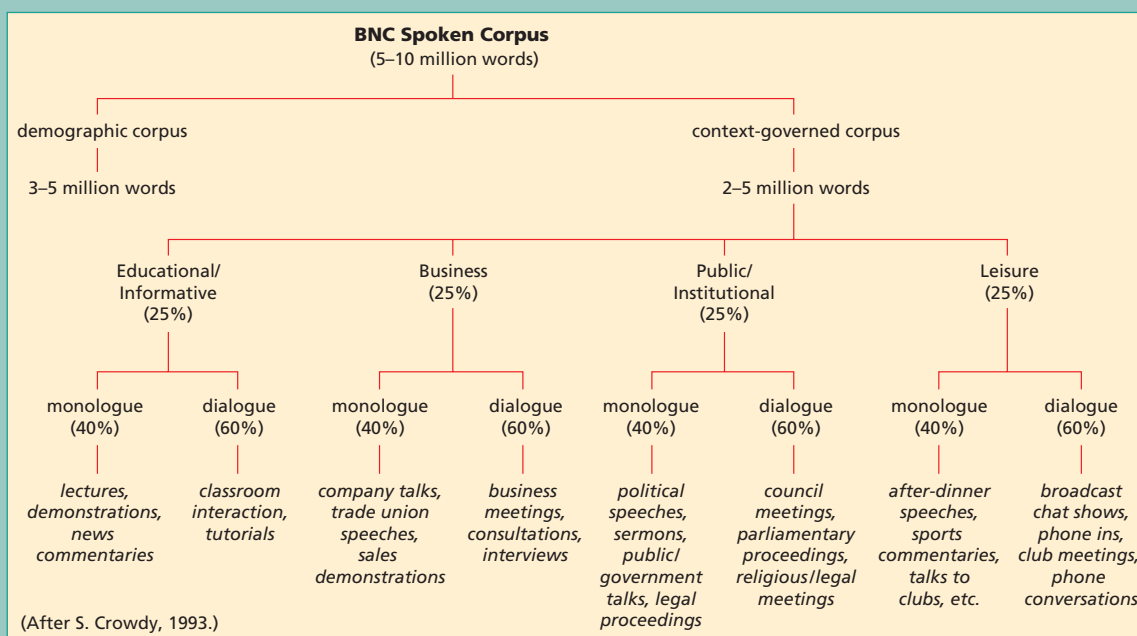 BNC Spoken Corpus
(5–10 million words)
demographic corpus
3–5 million words
context-governed corpus
2–5 million words
Educational/
Informative
(25%)
monologue
(40%)
lectures,
demonstrations,
news
commentaries
dialogue
(60%)
classroom
interaction,
tutorials
Business
(25%)
monologue
(40%)
company talks,
trade union
speeches,
sales
demonstrations
dialogue
(60%)
business
meetings,
consultations,
interviews
Public/
Institutional
(25%)
monologue
(40%)
political
speeches,
sermons,
public/
government
talks, legal
proceedings
dialogue
(60%)
council
meetings,
parliamentary
proceedings,
religious/legal
meetings
Leisure
(25%)
monologue
(40%)
after-dinner
speeches,
sports
commentaries,
talks to
clubs, etc.
dialogue
(60%)
broadcast
chat shows,
phone ins,
club meetings,
phone
conversations
(After S. Crowdy, 1993.)